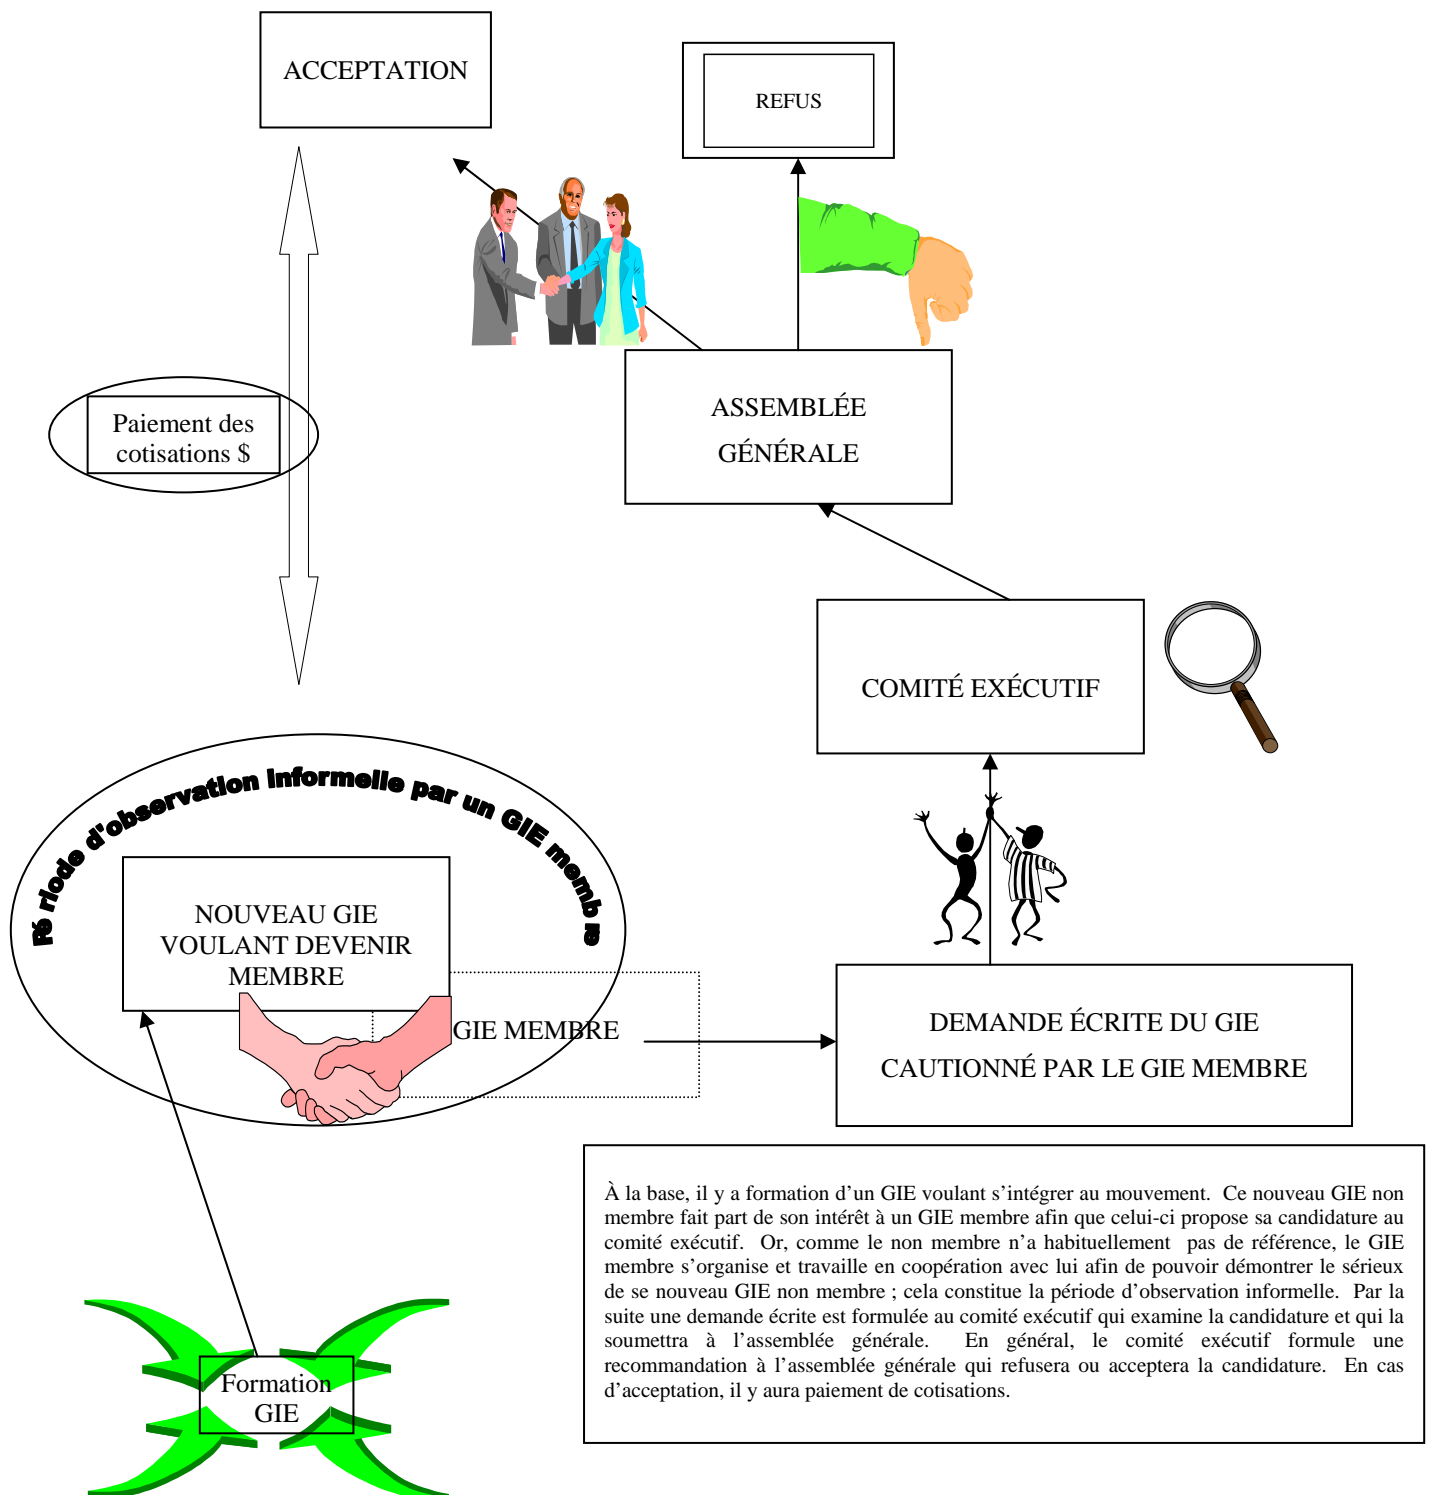 ACCEPTATION
REFUS
ASSEMBLÉE
GÉNÉRALE
Paiement des
cotisations $
COMITÉ EXÉCUTIF
Période d'observation informelle par un GIE membre
NOUVEAU GIE
VOULANT DEVENIR
MEMBRE
GIE MEMBRE
DEMANDE ÉCRITE DU GIE
CAUTIONNÉ PAR LE GIE MEMBRE
À la base, il y a formation d’un GIE voulant s’intégrer au mouvement. Ce nouveau GIE non
membre fait part de son intérêt à un GIE membre afin que celui-ci propose sa candidature au
comité exécutif. Or, comme le non membre n’a habituellement pas de référence, le GIE
membre s’organise et travaille en coopération avec lui afin de pouvoir démontrer le sérieux
de se nouveau GIE non membre ; cela constitue la période d’observation informelle. Par la
suite une demande écrite est formulée au comité exécutif qui examine la candidature et qui la
soumettra à l’assemblée générale. En général, le comité exécutif formule une
recommandation à l’assemblée générale qui refusera ou acceptera la candidature. En cas
d’acceptation, il y aura paiement de cotisations.
Formation
GIE